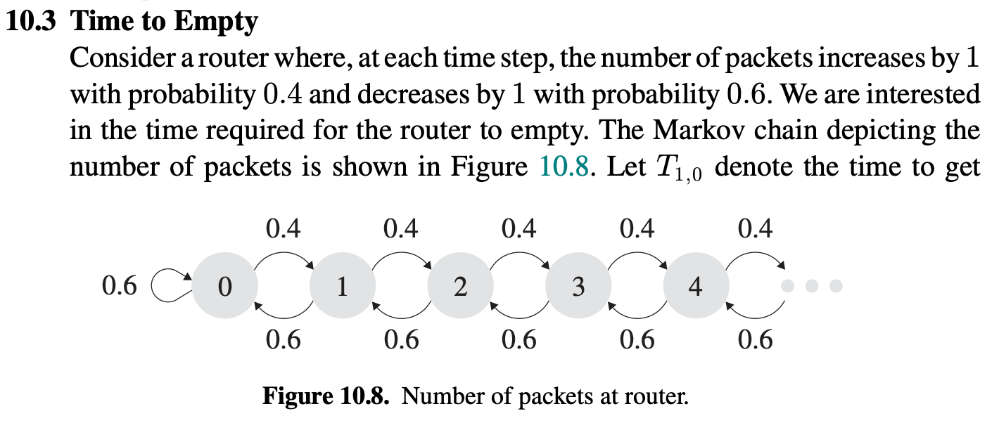 10.3 Time to Empty
Consider a router where, at each time step, the number of packets increases by 1
with probability 0.4 and decreases by 1 with probability 0.6. We are interested
in the time required for the router to empty. The Markov chain depicting the
number of packets is shown in Figure 10.8. Let T₁,₀ denote the time to get
0.4 0.4 0.4 0.4 0.4
0.6 0 1 2 3 4
0.6 0.6 0.6 0.6 0.6
Figure 10.8. Number of packets at router.